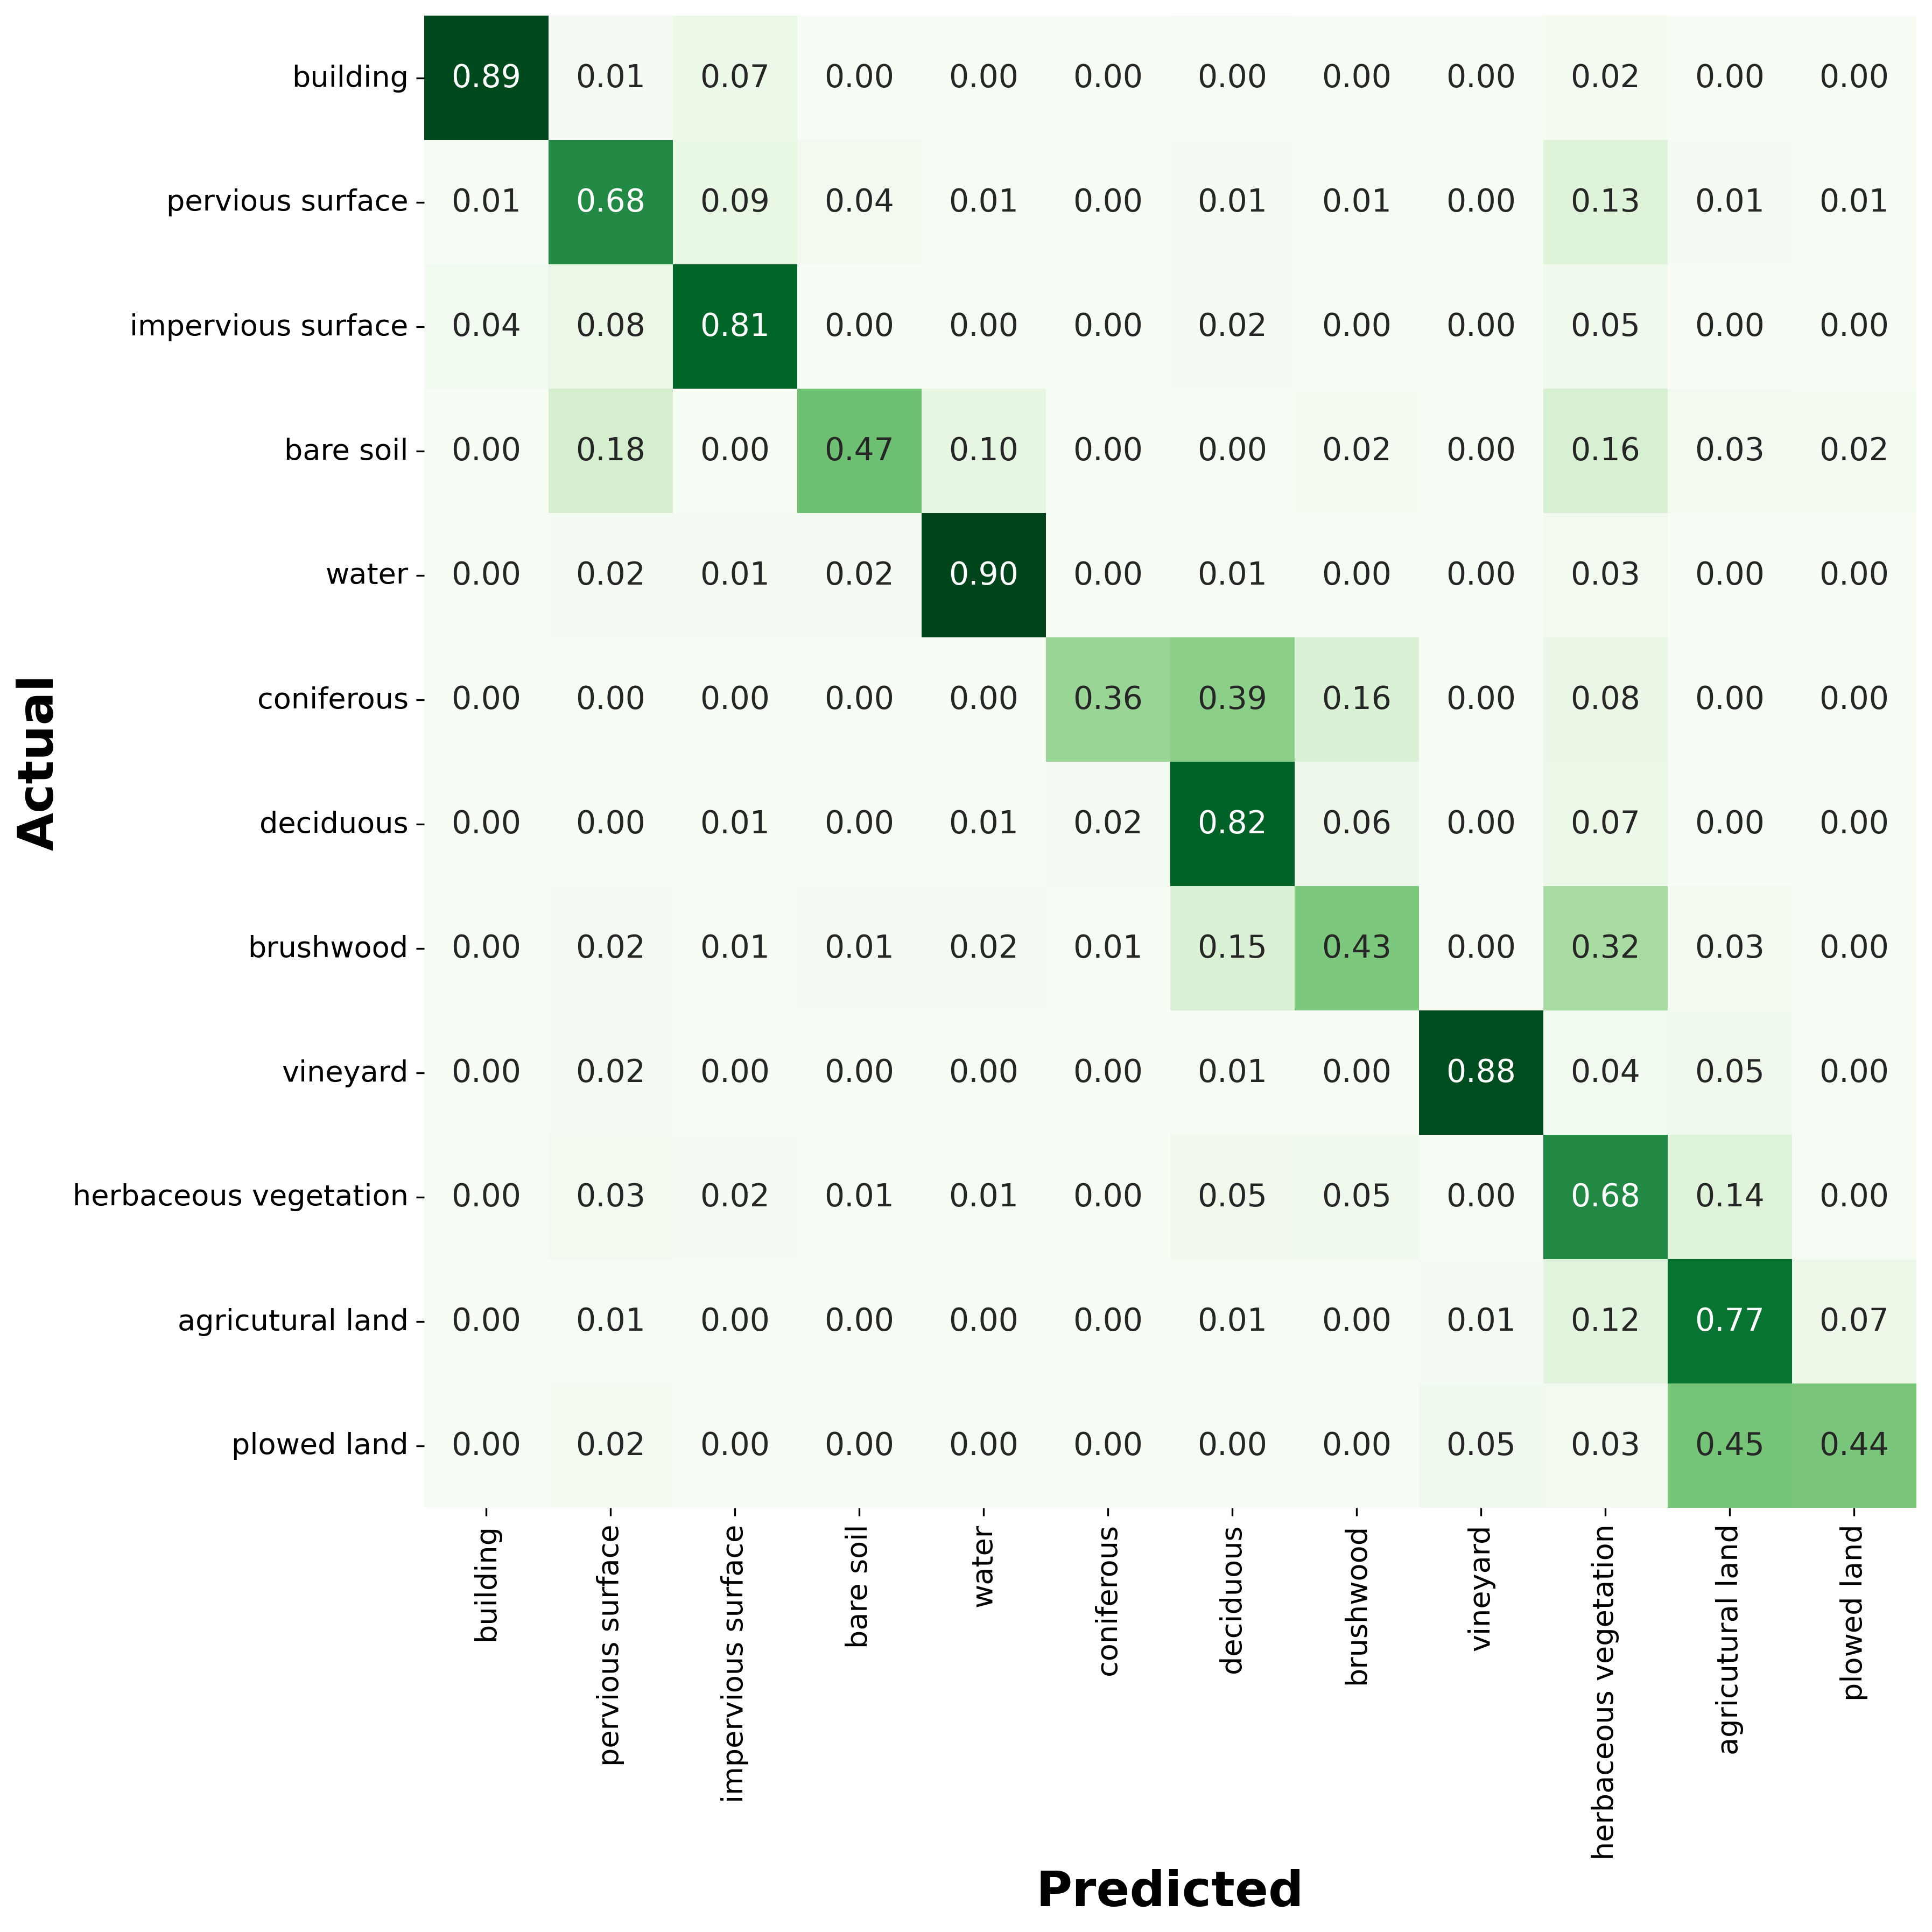 building 0.89 0.01 0.07 0.00 0.00 0.00 0.00 0.00 0.00 0.02 0.00 0.00
pervious surface 0.01 0.68 0.09 0.04 0.01 0.00 0.01 0.01 0.00 0.13 0.01 0.01
impervious surface 0.04 0.08 0.81 0.00 0.00 0.00 0.02 0.00 0.00 0.05 0.00 0.00
bare soil 0.00 0.18 0.00 0.47 0.10 0.00 0.00 0.02 0.00 0.16 0.03 0.02
water 0.00 0.02 0.01 0.02 0.90 0.00 0.01 0.00 0.00 0.03 0.00 0.00
coniferous 0.00 0.00 0.00 0.00 0.00 0.36 0.39 0.16 0.00 0.08 0.00 0.00
deciduous 0.00 0.00 0.01 0.00 0.01 0.02 0.82 0.06 0.00 0.07 0.00 0.00
brushwood 0.00 0.02 0.01 0.01 0.02 0.01 0.15 0.43 0.00 0.32 0.03 0.00
vineyard 0.00 0.02 0.00 0.00 0.00 0.00 0.01 0.00 0.88 0.04 0.05 0.00
herbaceous vegetation 0.00 0.03 0.02 0.01 0.01 0.00 0.05 0.05 0.00 0.68 0.14 0.00
agricutural land 0.00 0.01 0.00 0.00 0.00 0.00 0.01 0.00 0.01 0.12 0.77 0.07
plowed land 0.00 0.02 0.00 0.00 0.00 0.00 0.00 0.00 0.05 0.03 0.45 0.44
Actual
building
pervious surface
impervious surface
bare soil
water
coniferous
deciduous
brushwood
vineyard
herbaceous vegetation
agricutural land
plowed land
Predicted